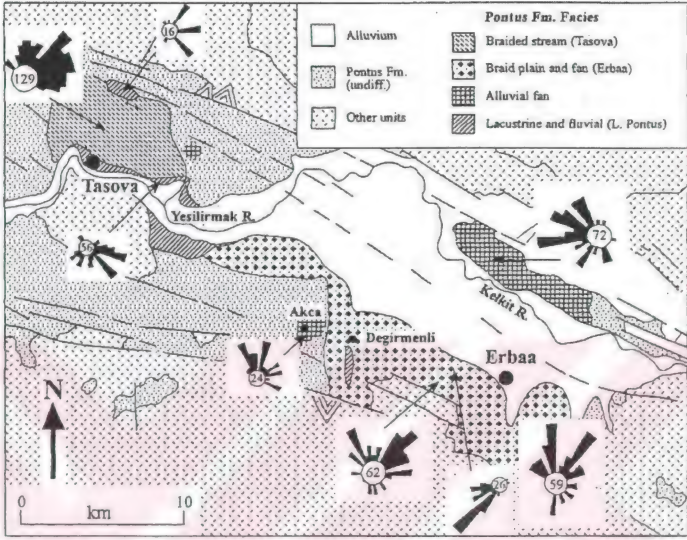 Pontus Fm. Facies
Alluvium
Pontus Fm.
(undiff.)
Other units
Braided stream (Tasova)
Braid plain and fan (Erbaa)
Alluvial fan
Lacustrine and fluvial (L. Pontus)
129
16
Tasova
Yesilirmak R.
56
72
Kelkit R.
Akca
Degirmenli
Erbaa
24
N
62
26
59
0 10
km